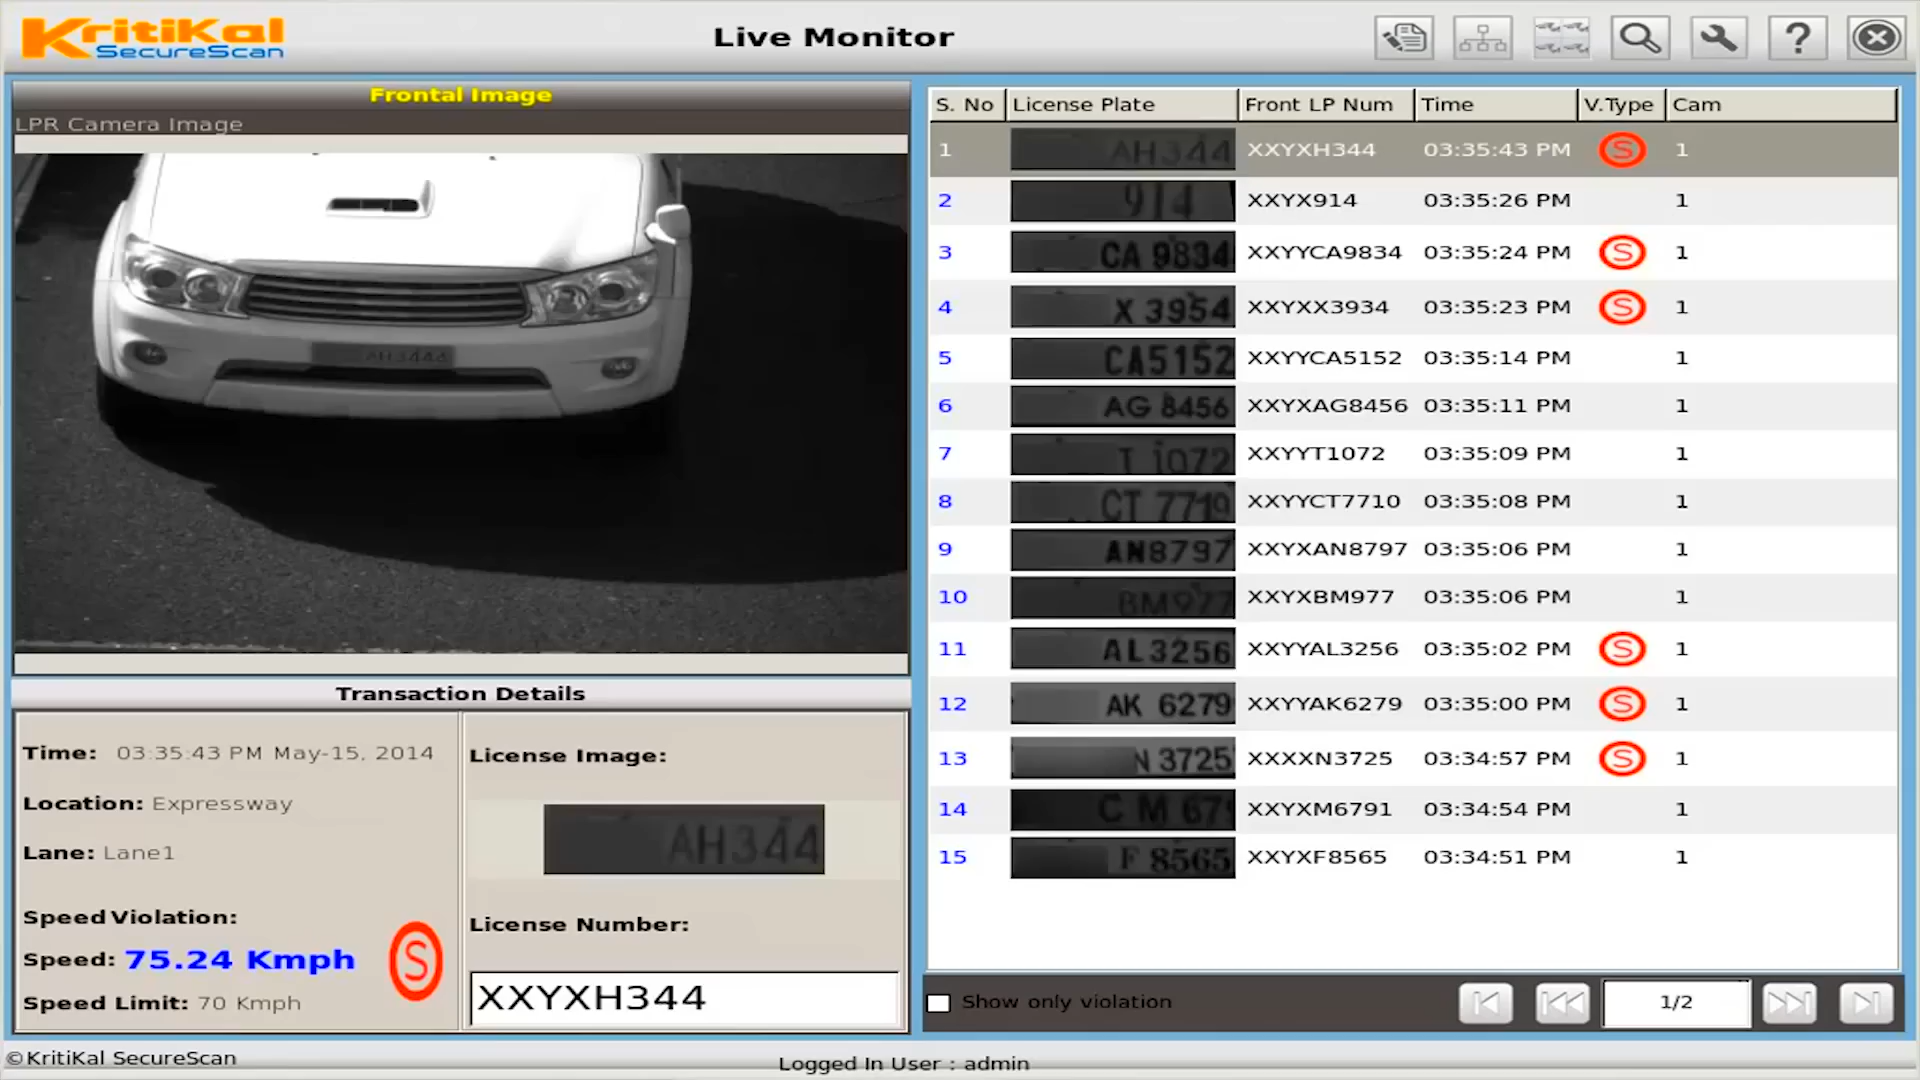 KritiKal
SecureScan
Live Monitor
Frontal Image
LPR Camera Image
AH3444
Transaction Details
Time: 03:35:43 PM May-15, 2014
Location: Expressway
Lane: Lane1
Speed Violation:
Speed: 75.24 Kmph S
Speed Limit: 70 Kmph
License Image:
AH344
License Number:
XXYXH344
S. No License Plate Front LP Num Time V.Type Cam
1 AH344 XXYXH344 03:35:43 PM S 1
2 914 XXYX914 03:35:26 PM 1
3 CA 9834 XXYYCA9834 03:35:24 PM S 1
4 X 3954 XXYXX3934 03:35:23 PM S 1
5 CA5152 XXYYCA5152 03:35:14 PM 1
6 AG 8456 XXYXAG8456 03:35:11 PM 1
7 T 1072 XXYYT1072 03:35:09 PM 1
8 CT 7719 XXYYCT7710 03:35:08 PM 1
9 AN8797 XXYXAN8797 03:35:06 PM 1
10 BM977 XXYXBM977 03:35:06 PM 1
11 AL3256 XXYYAL3256 03:35:02 PM S 1
12 AK 6279 XXYYAK6279 03:35:00 PM S 1
13 N 3725 XXXXN3725 03:34:57 PM S 1
14 C M 679 XXYXM6791 03:34:54 PM 1
15 F 8565 XXYXF8565 03:34:51 PM 1
Show only violation 1/2
©KritiKal SecureScan
Logged In User : admin